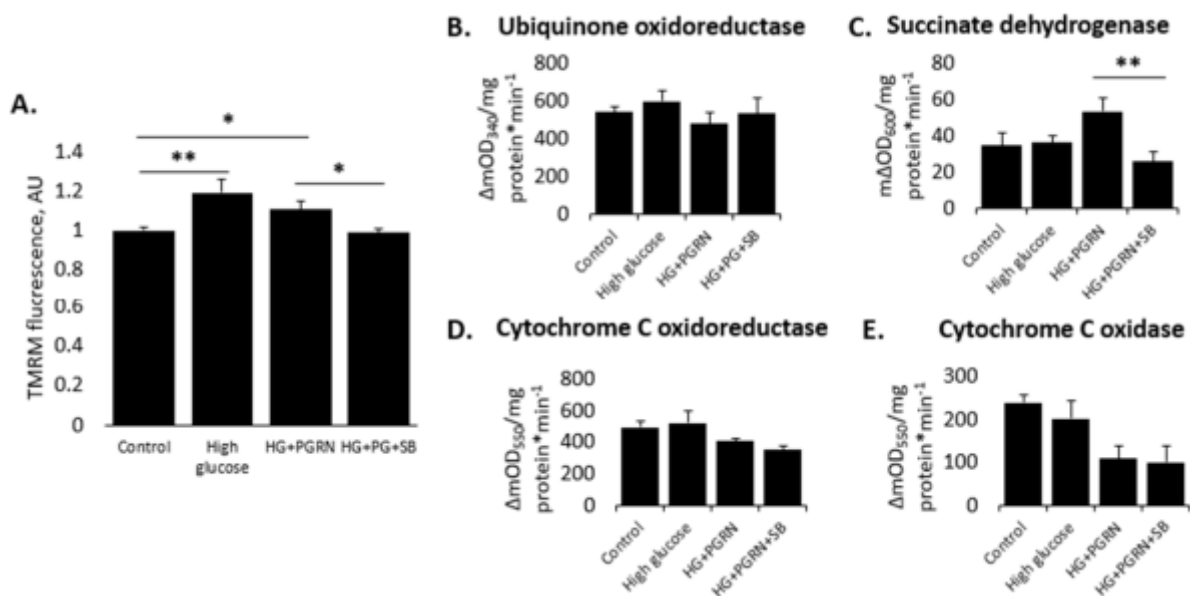 A.
*
**
*
TMRM flucrescence, AU
1.4
1.2
1
0.8
0.6
0.4
0.2
0
Control
High
glucose
HG+PGRN
HG+PG+SB
B. Ubiquinone oxidoreductase
ΔmOD340/mg
protein*min-1
800
600
400
200
0
Control
High glucose
HG+PGRN
HG+PG+SB
C. Succinate dehydrogenase
**
mΔOD600/mg
protein*min-1
80
60
40
20
0
Control
High glucose
HG+PGRN
HG+PGRN+SB
D. Cytochrome C oxidoreductase
ΔmOD550/mg
protein*min-1
800
600
400
200
0
Control
High glucose
HG+PGRN
HG+PGRN+SB
E. Cytochrome C oxidase
ΔmOD550/mg
protein*min-1
300
200
100
0
Control
High glucose
HG+PGRN
HG+PGRN+SB